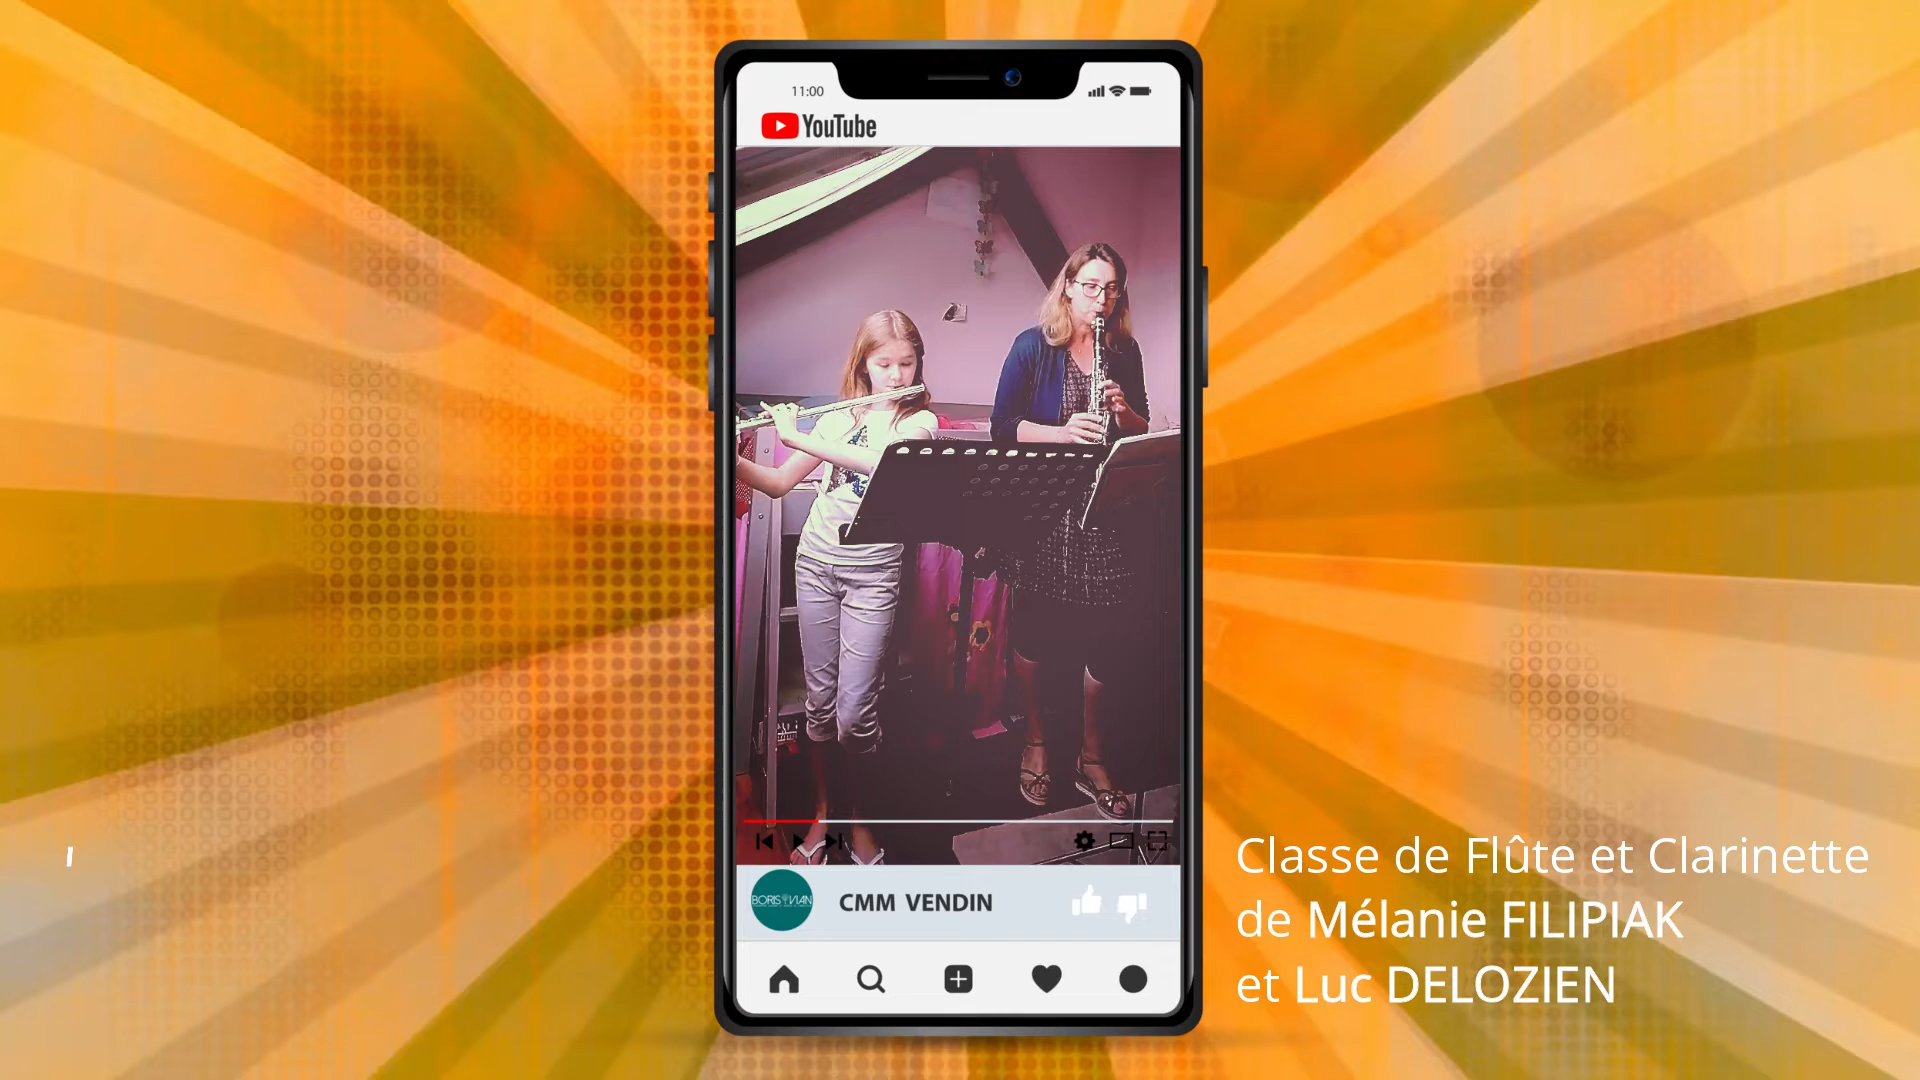 11:00
YouTube
BORIS VIAN
CMM VENDIN
Classe de Flûte et Clarinette
de Mélanie FILIPIAK
et Luc DELOZIEN